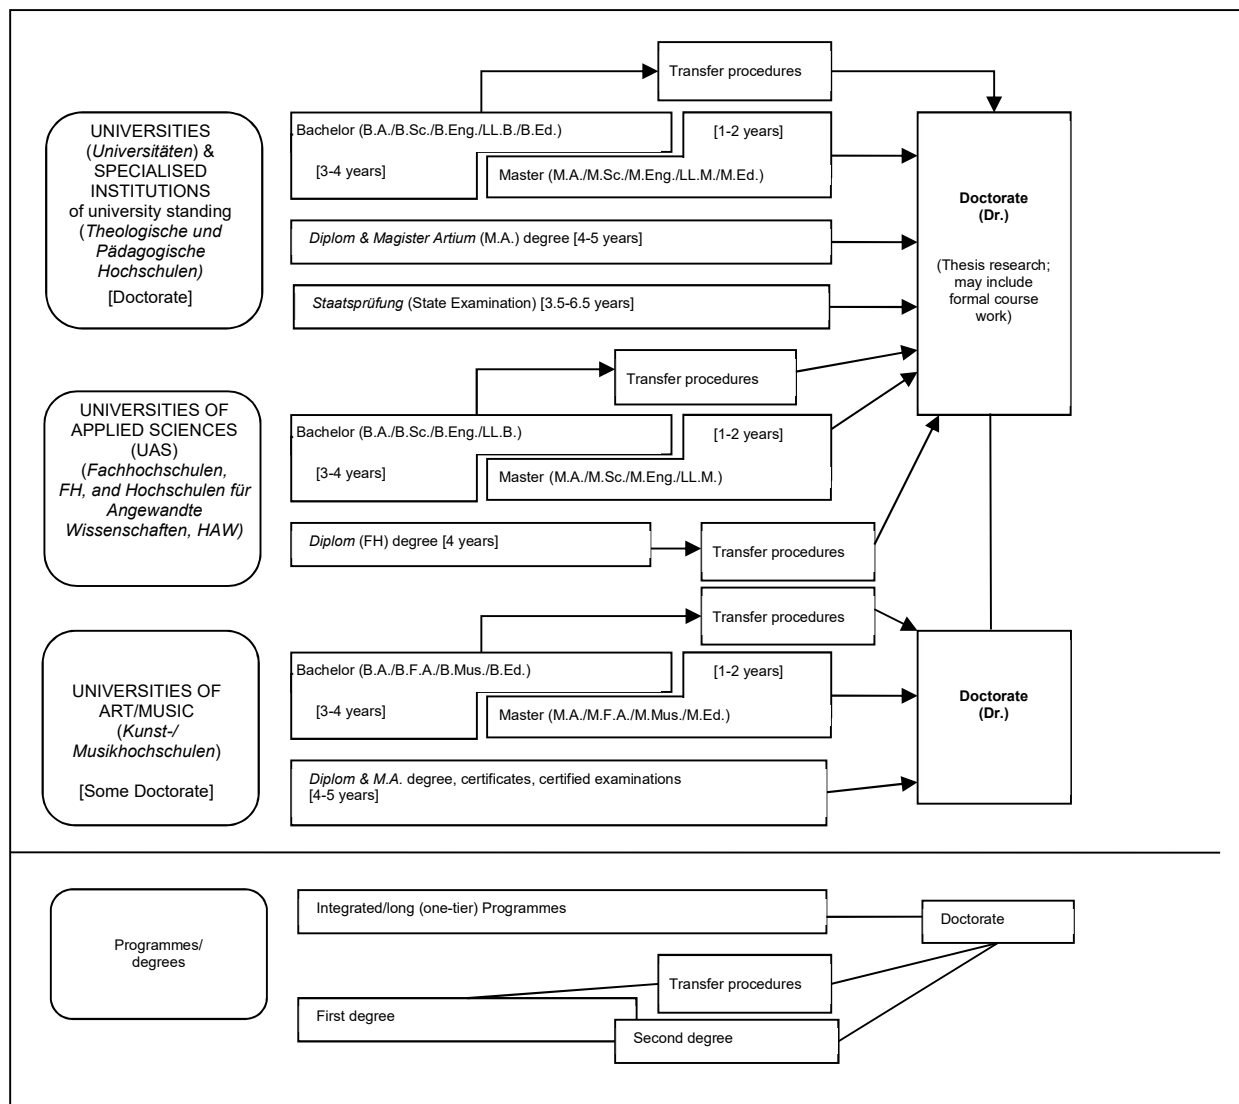 Transfer procedures
UNIVERSITIES
(Universitäten) &
SPECIALISED
INSTITUTIONS
of university standing
(Theologische und
Pädagogische
Hochschulen)
[Doctorate]
Bachelor (B.A./B.Sc./B.Eng./LL.B./B.Ed.)
[1-2 years]
[3-4 years]
Master (M.A./M.Sc./M.Eng./LL.M./M.Ed.)
Diplom & Magister Artium (M.A.) degree [4-5 years]
Staatsprüfung (State Examination) [3.5-6.5 years]
Doctorate
(Dr.)
(Thesis research;
may include
formal course
work)
Transfer procedures
UNIVERSITIES OF
APPLIED SCIENCES
(UAS)
(Fachhochschulen,
FH, and Hochschulen für
Angewandte
Wissenschaften, HAW)
Bachelor (B.A./B.Sc./B.Eng./LL.B.)
[1-2 years]
[3-4 years]
Master (M.A./M.Sc./M.Eng./LL.M.)
Diplom (FH) degree [4 years]
Transfer procedures
Transfer procedures
UNIVERSITIES OF
ART/MUSIC
(Kunst-/
Musikhochschulen)
[Some Doctorate]
Bachelor (B.A./B.F.A./B.Mus./B.Ed.)
[1-2 years]
[3-4 years]
Master (M.A./M.F.A./M.Mus./M.Ed.)
Diplom & M.A. degree, certificates, certified examinations
[4-5 years]
Doctorate
(Dr.)
Programmes/
degrees
Integrated/long (one-tier) Programmes
Doctorate
Transfer procedures
First degree
Second degree